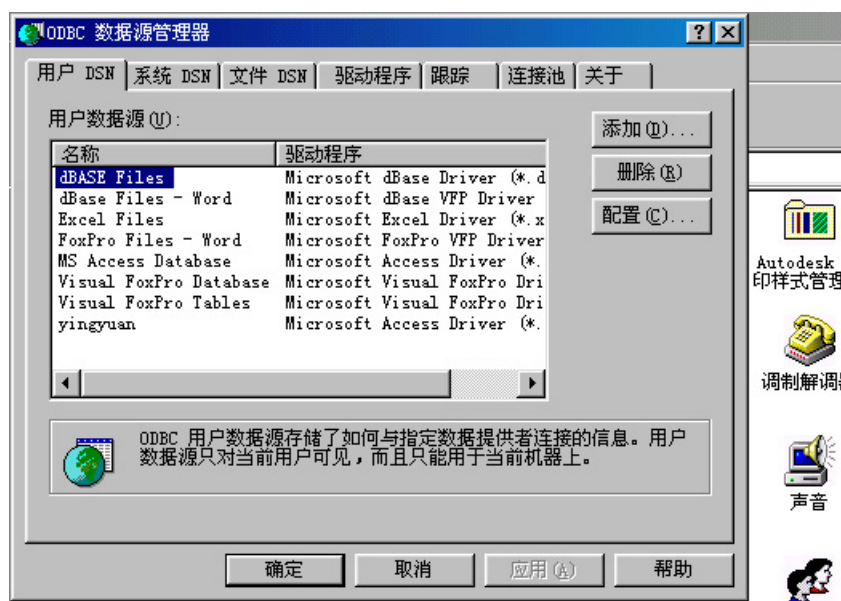 ODBC 数据源管理器
用户 DSN 系统 DSN 文件 DSN 驱动程序 跟踪 连接池 关于
用户数据源(U):
名称 驱动程序
dBASE Files Microsoft dBase Driver (*.d
dBase Files - Word Microsoft dBase VFP Driver
Excel Files Microsoft Excel Driver (*.x
FoxPro Files - Word Microsoft FoxPro VFP Driver
MS Access Database Microsoft Access Driver (*.
Visual FoxPro Database Microsoft Visual FoxPro Dri
Visual FoxPro Tables Microsoft Visual FoxPro Dri
yingyuan Microsoft Access Driver (*.
添加(D)...
删除(R)
配置(C)...
ODBC 用户数据源存储了如何与指定数据提供者连接的信息。用户
数据源只对当前用户可见，而且只能用于当前机器上。
确定 取消 应用(A) 帮助
Autodesk
印样式管理
调制解调器
声音